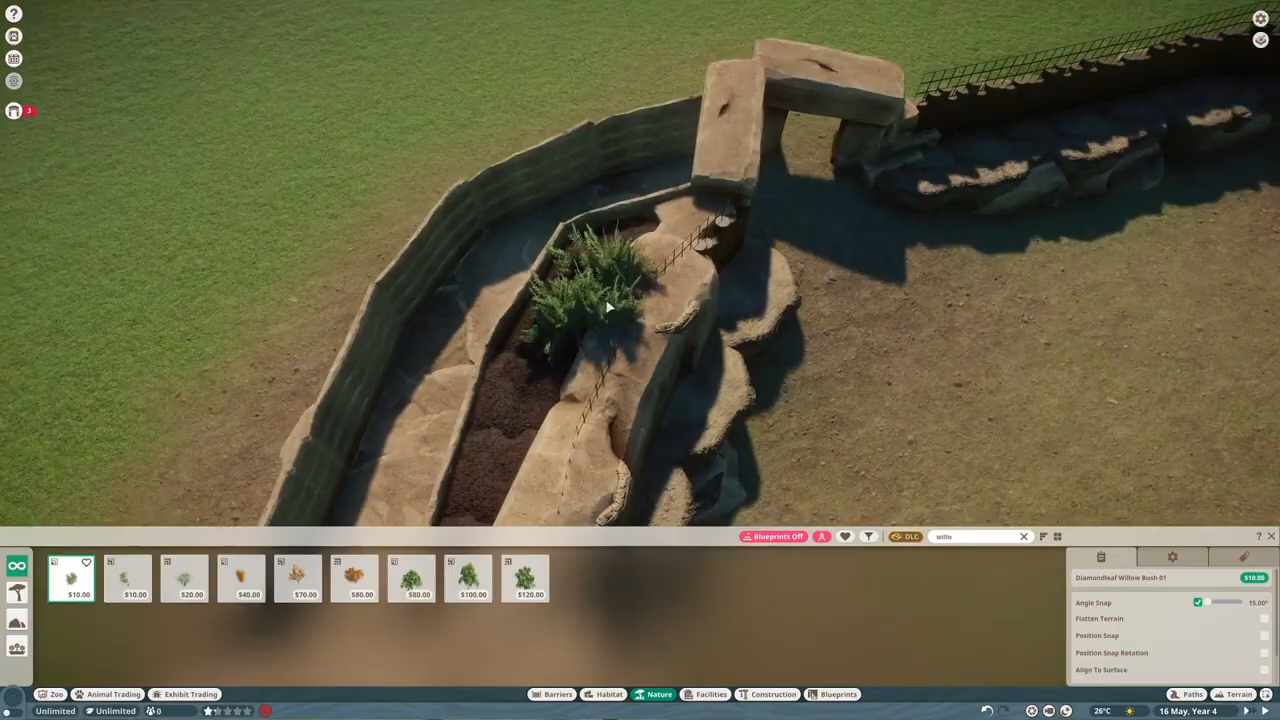 ?
3
Blueprints Off
DLC
willo
?
$10.00
$10.00
$20.00
$40.00
$70.00
$80.00
$80.00
$100.00
$120.00
Diamondleaf Willow Bush 01
$10.00
Angle Snap
15.00°
Flatten Terrain
Position Snap
Position Snap Rotation
Align To Surface
Zoo
Animal Trading
Exhibit Trading
Barriers
Habitat
Nature
Facilities
Construction
Blueprints
Paths
Terrain
Unlimited
Unlimited
0
26°C
16 May, Year 4